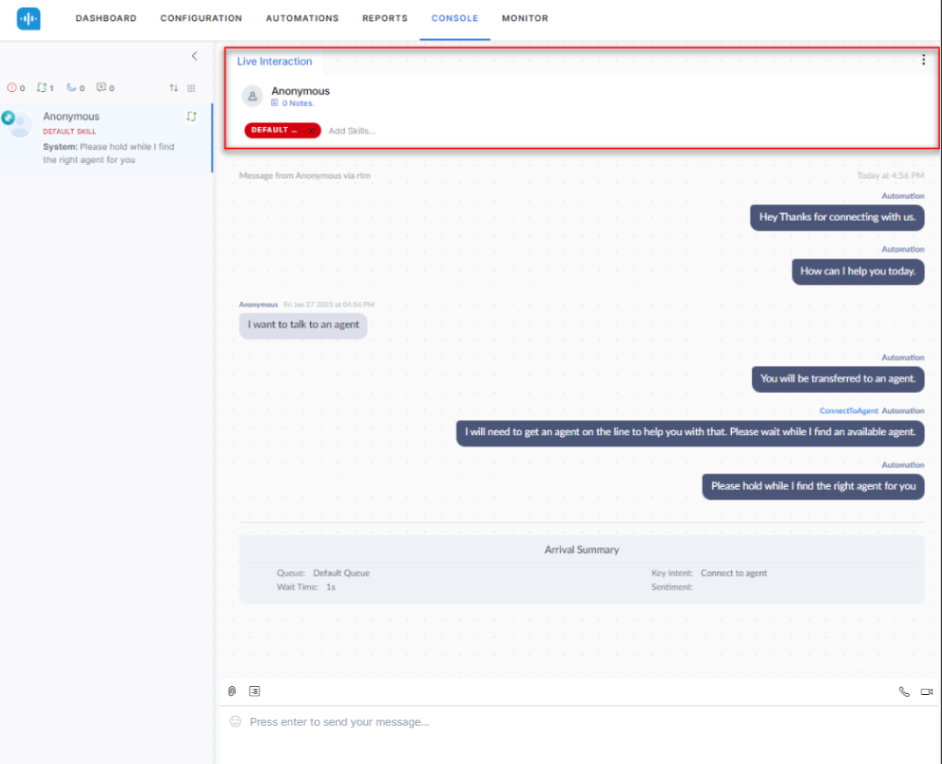 DASHBOARD CONFIGURATION AUTOMATIONS REPORTS CONSOLE MONITOR
0 1 0 0
Anonymous
DEFAULT SKILL
System: Please hold while I find
the right agent for you
Live Interaction
Anonymous
0 Notes.
DEFAULT ... Add Skills...
Message from Anonymous via rtm Today at 4:56 PM
Automation
Hey Thanks for connecting with us.
Automation
How can I help you today.
Anonymous Fri Jan 27 2023 at 04:56 PM
I want to talk to an agent
Automation
You will be transferred to an agent.
ConnectToAgent Automation
I will need to get an agent on the line to help you with that. Please wait while I find an available agent.
Automation
Please hold while I find the right agent for you
Arrival Summary
Queue: Default Queue Key Intent: Connect to agent
Wait Time: 1s Sentiment:
Press enter to send your message...